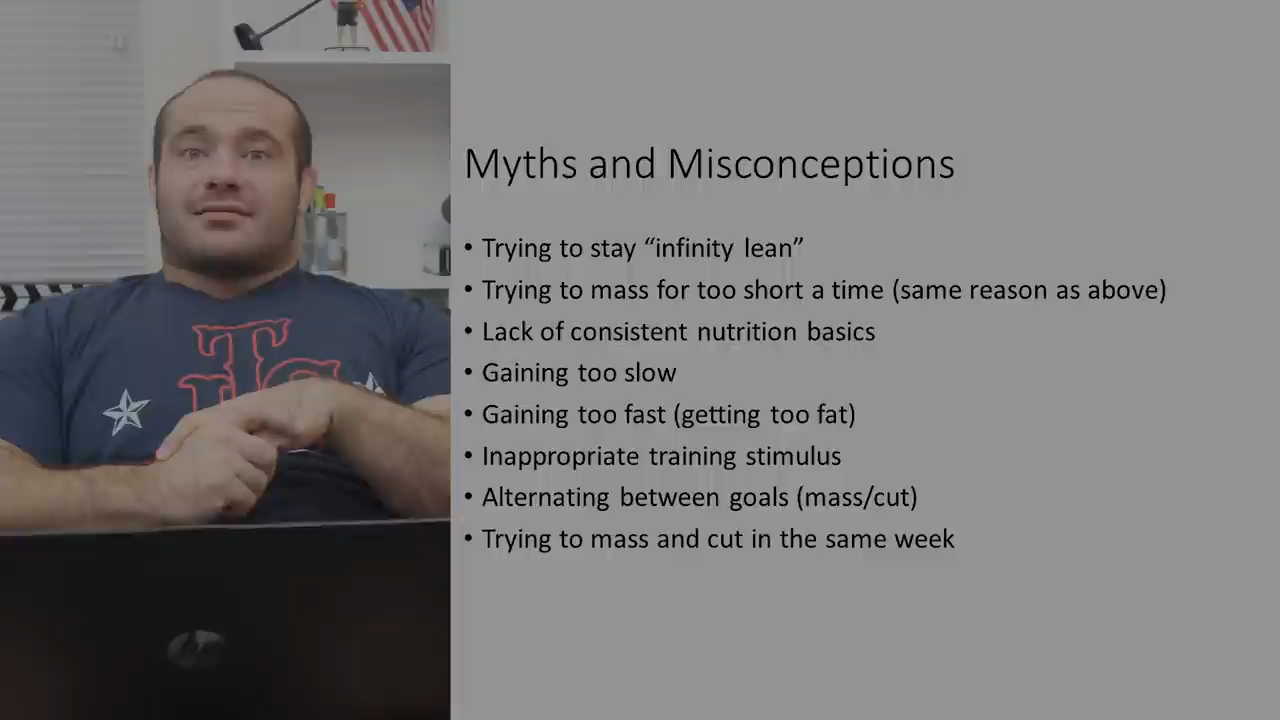 Myths and Misconceptions
• Trying to stay “infinity lean”
• Trying to mass for too short a time (same reason as above)
• Lack of consistent nutrition basics
• Gaining too slow
• Gaining too fast (getting too fat)
• Inappropriate training stimulus
• Alternating between goals (mass/cut)
• Trying to mass and cut in the same week